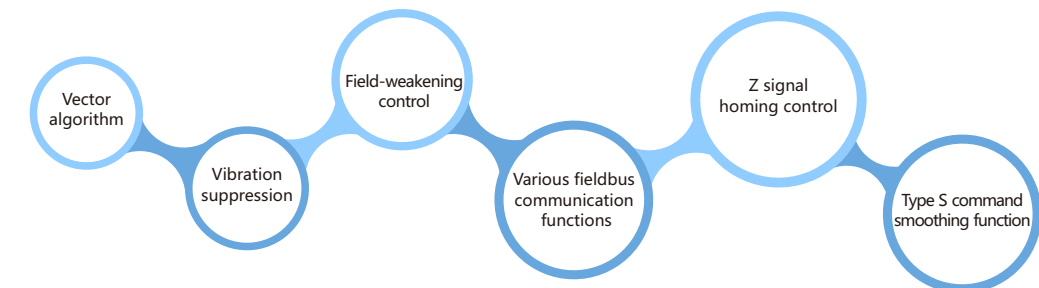 Vector
algorithm
Vibration
suppression
Field-weakening
control
Various fieldbus
communication
functions
Z signal
homing control
Type S command
smoothing function